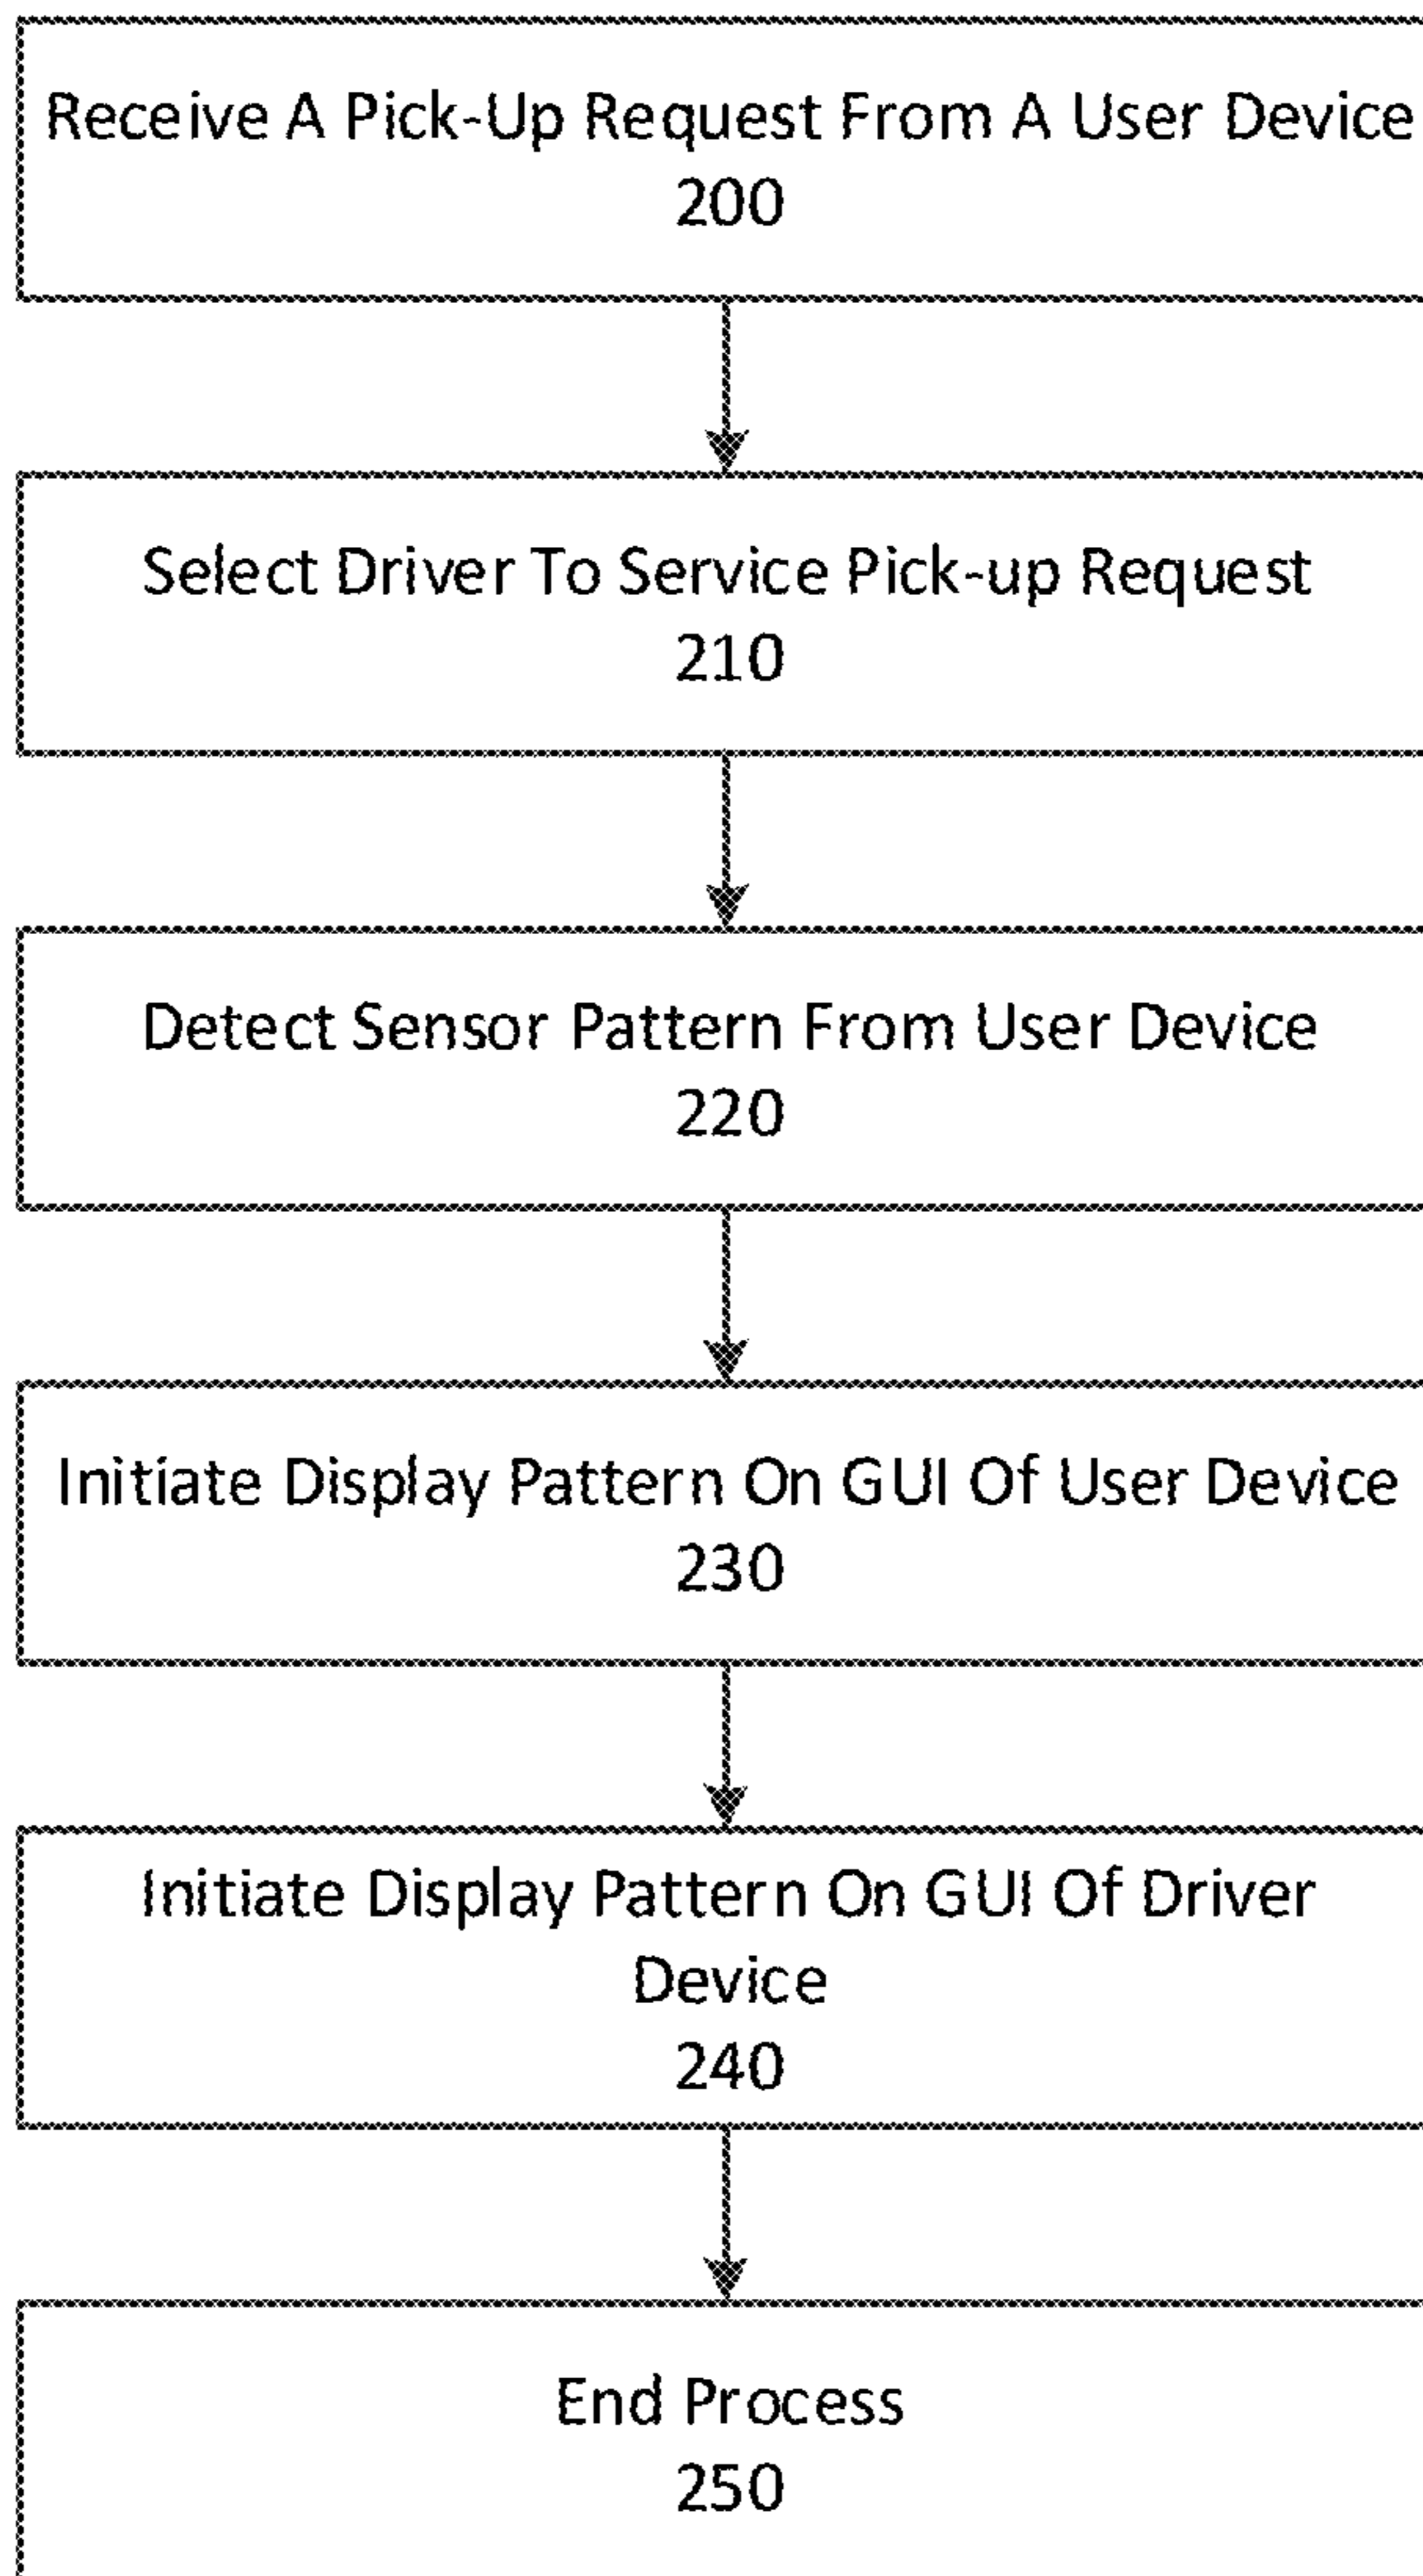 Receive A Pick-Up Request From A User Device
200
Select Driver To Service Pick-up Request
210
Detect Sensor Pattern From User Device
220
Initiate Display Pattern On GUI Of User Device
230
Initiate Display Pattern On GUI Of Driver
Device
240
End Process
250